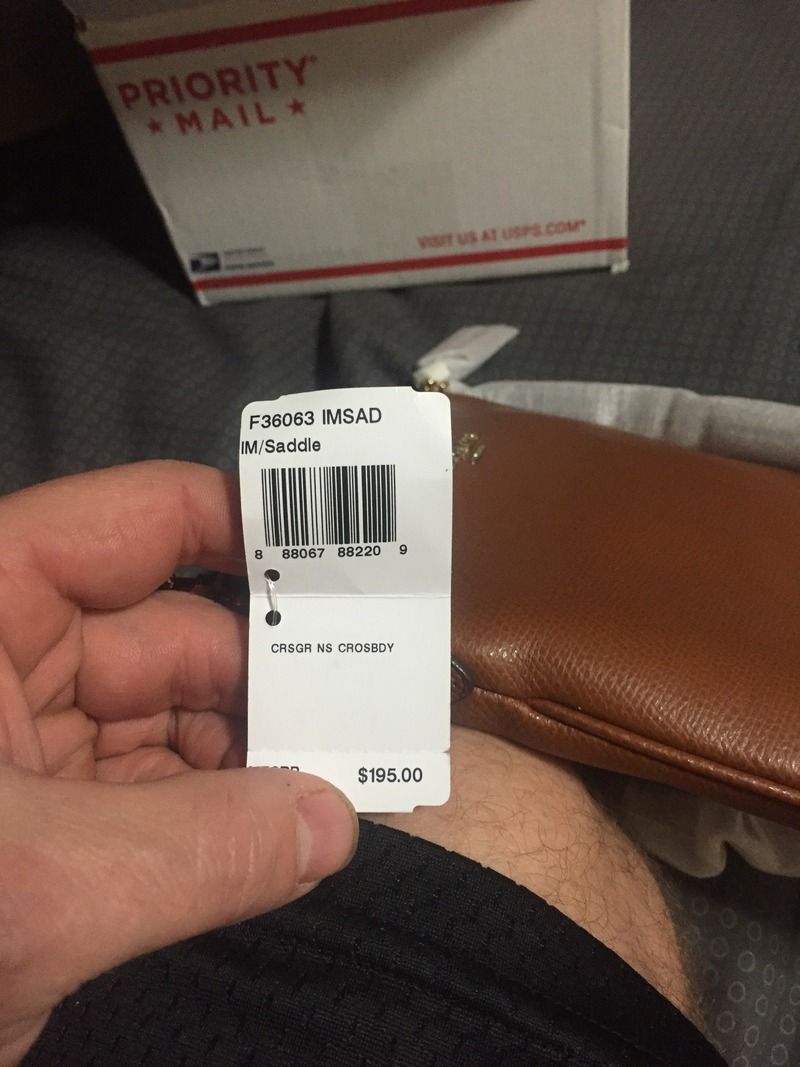 PRIORITY
★ MAIL ★
VISIT US AT USPS.COM®
F36063 IMSAD
IM/Saddle
8 88067 88220 9
CRSGR NS CROSBDY
$195.00